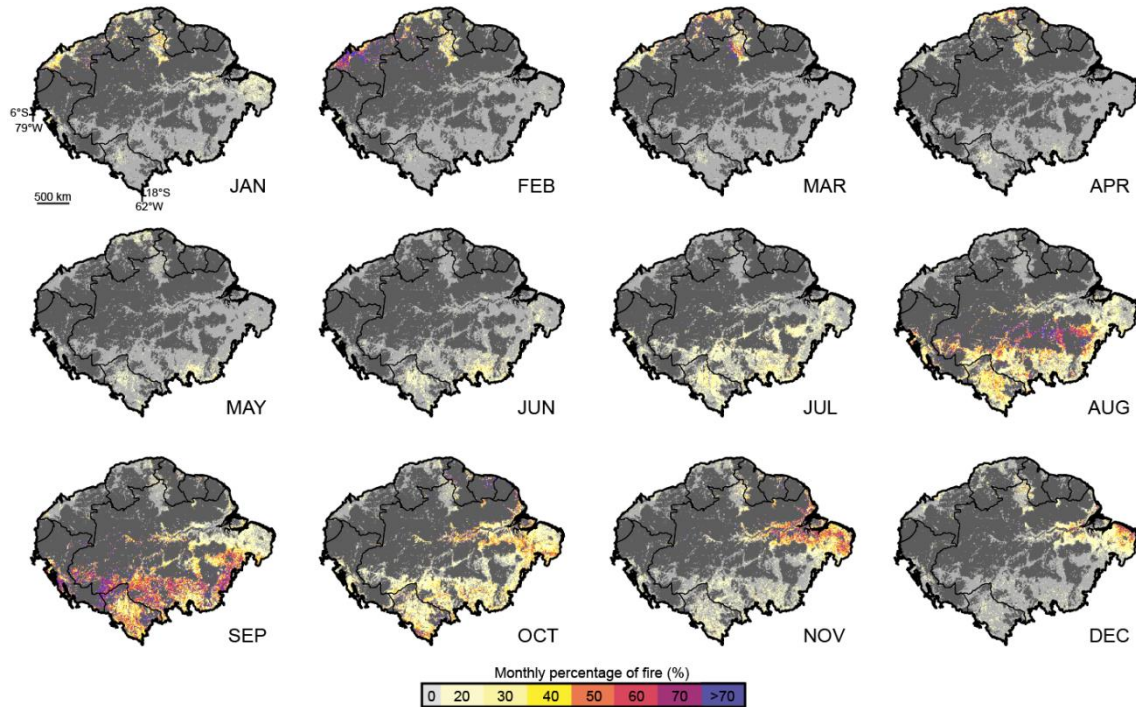 JAN
FEB
MAR
APR
6°S
79°W
18°S
62°W
500 km
MAY
JUN
JUL
AUG
SEP
OCT
NOV
DEC
Monthly percentage of fire (%)
0 20 30 40 50 60 70 >70